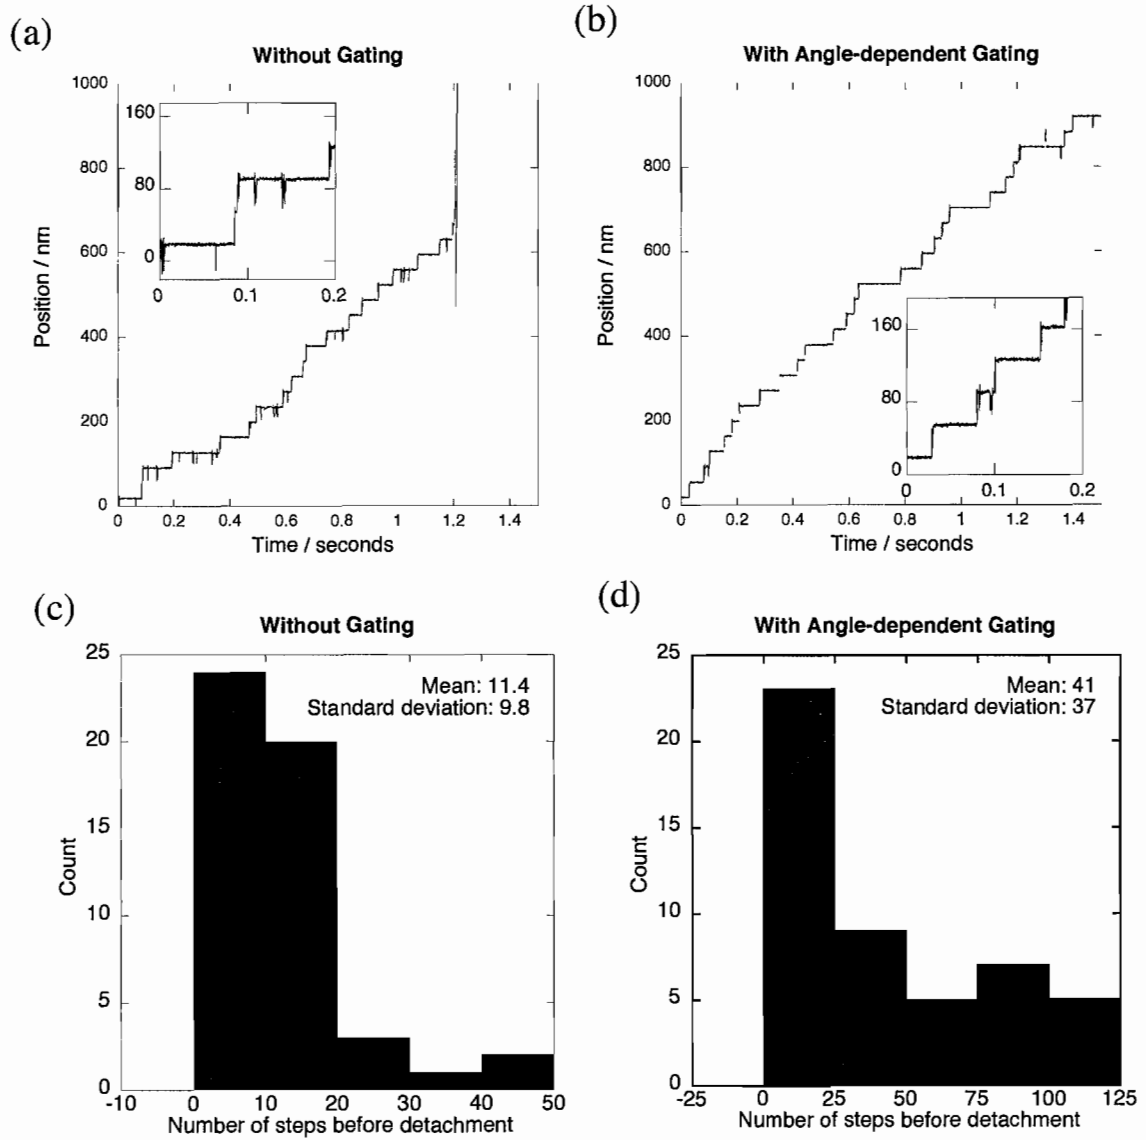 (a)
Without Gating
1000
800
600
400
200
0
Position / nm
160
80
0
0 0.1 0.2
0 0.2 0.4 0.6 0.8 1 1.2 1.4
Time / seconds
(b)
With Angle-dependent Gating
1000
800
600
400
200
0
Position / nm
160
80
0
0 0.1 0.2
0 0.2 0.4 0.6 0.8 1 1.2 1.4
Time / seconds
(c)
Without Gating
25
20
15
10
5
0
Count
Mean: 11.4
Standard deviation: 9.8
-10 0 10 20 30 40 50
Number of steps before detachment
(d)
With Angle-dependent Gating
25
20
15
10
5
0
Count
Mean: 41
Standard deviation: 37
-25 0 25 50 75 100 125
Number of steps before detachment